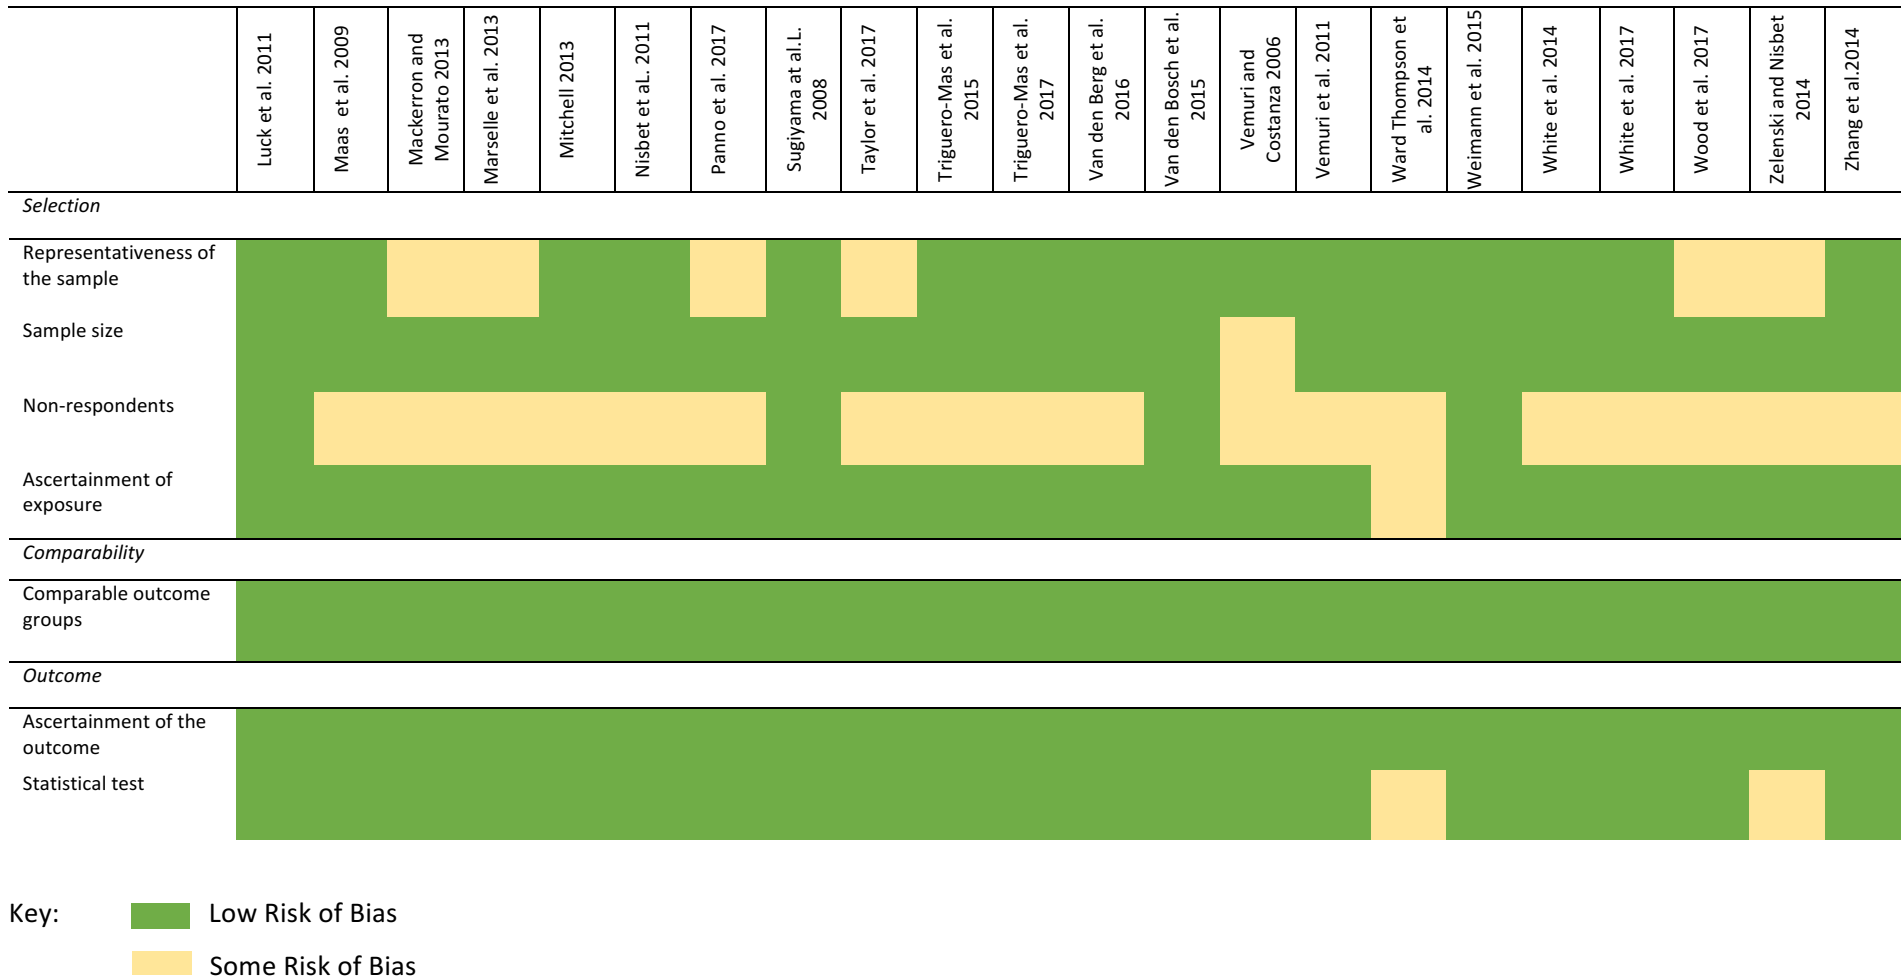 Luck et al. 2011
Maas et al. 2009
Mackerron and
Mourato 2013
Marselle et al. 2013
Mitchell 2013
Nisbet et aL. 2011
Panno et al. 2017
Sugiyama at al.L.
2008
Taylor et al. 2017
Triguero-Mas et al.
2015
Triguero-Mas et al.
2017
Van den Berg et al.
2016
Van den Bosch et al.
2015
Vemuri and
Costanza 2006
Vemuri et al. 2011
Ward Thompson et
al. 2014
Weimann et al. 2015
White et al. 2014
White et al. 2017
Wood et al. 2017
Zelenski and Nisbet
2014
Zhang et al.2014
Selection
Representativeness of
the sample
Sample size
Non-respondents
Ascertainment of
exposure
Comparability
Comparable outcome
groups
Outcome
Ascertainment of the
outcome
Statistical test
Key:
Low Risk of Bias
Some Risk of Bias